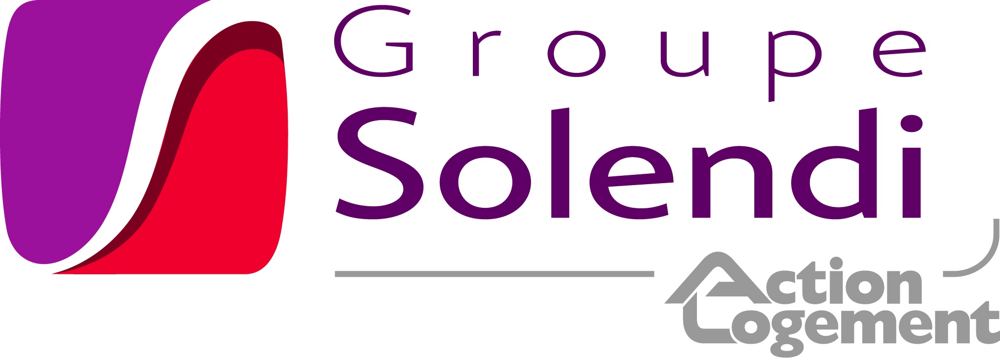 Groupe
Solendi
Action
Logement